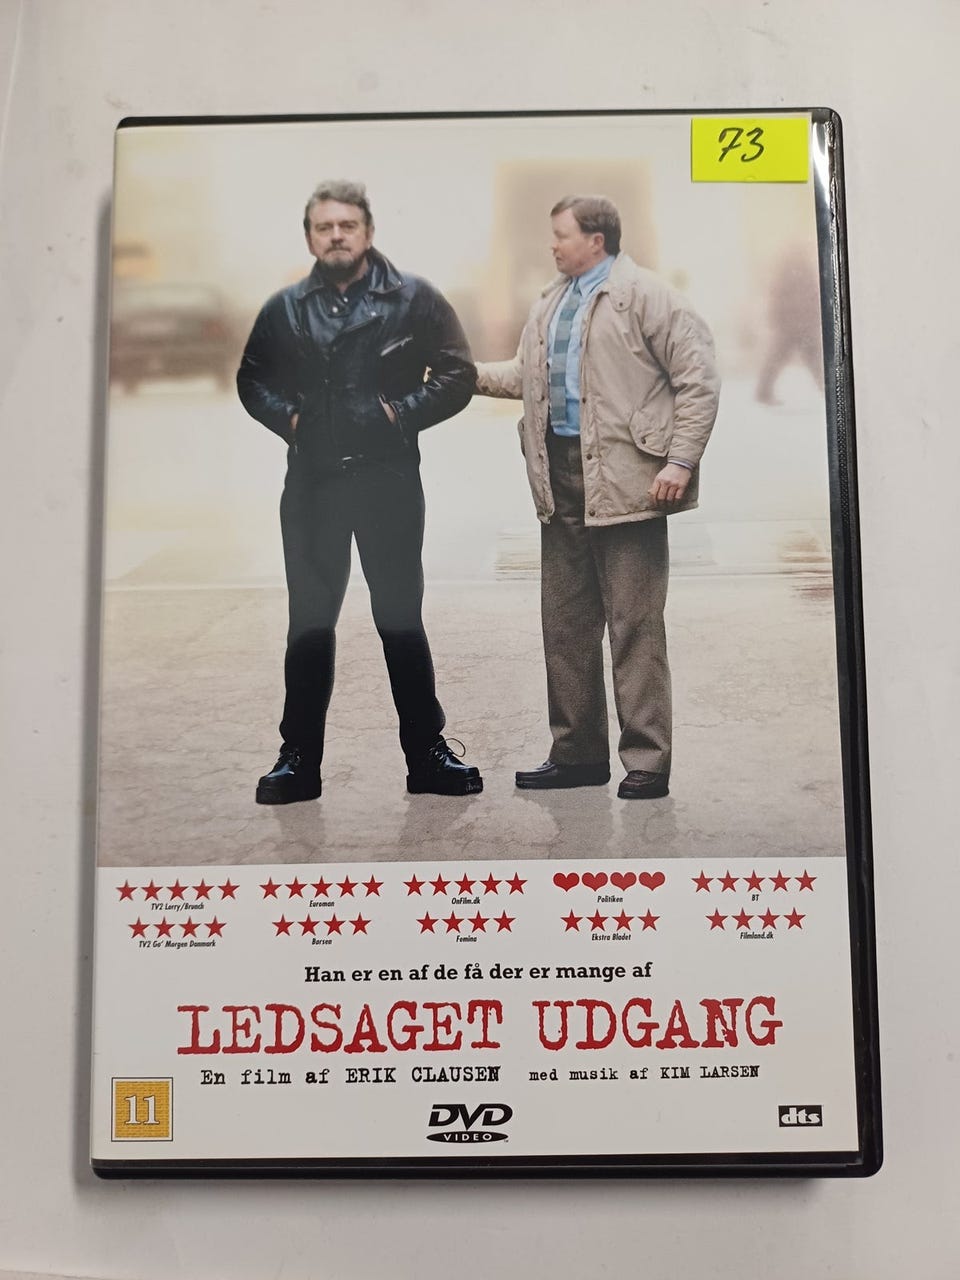 73
TV2 Lorry/Brunch
Euroman
OnFilm.dk
Politiken
BT
TV2 Go' Morgen Danmark
Børsen
Femina
Ekstra Bladet
Filmland.dk
Han er en af de få der er mange af
LEDSAGET UDGANG
En film af ERIK CLAUSEN med musik af KIM LARSEN
11
DVD
VIDEO
dts